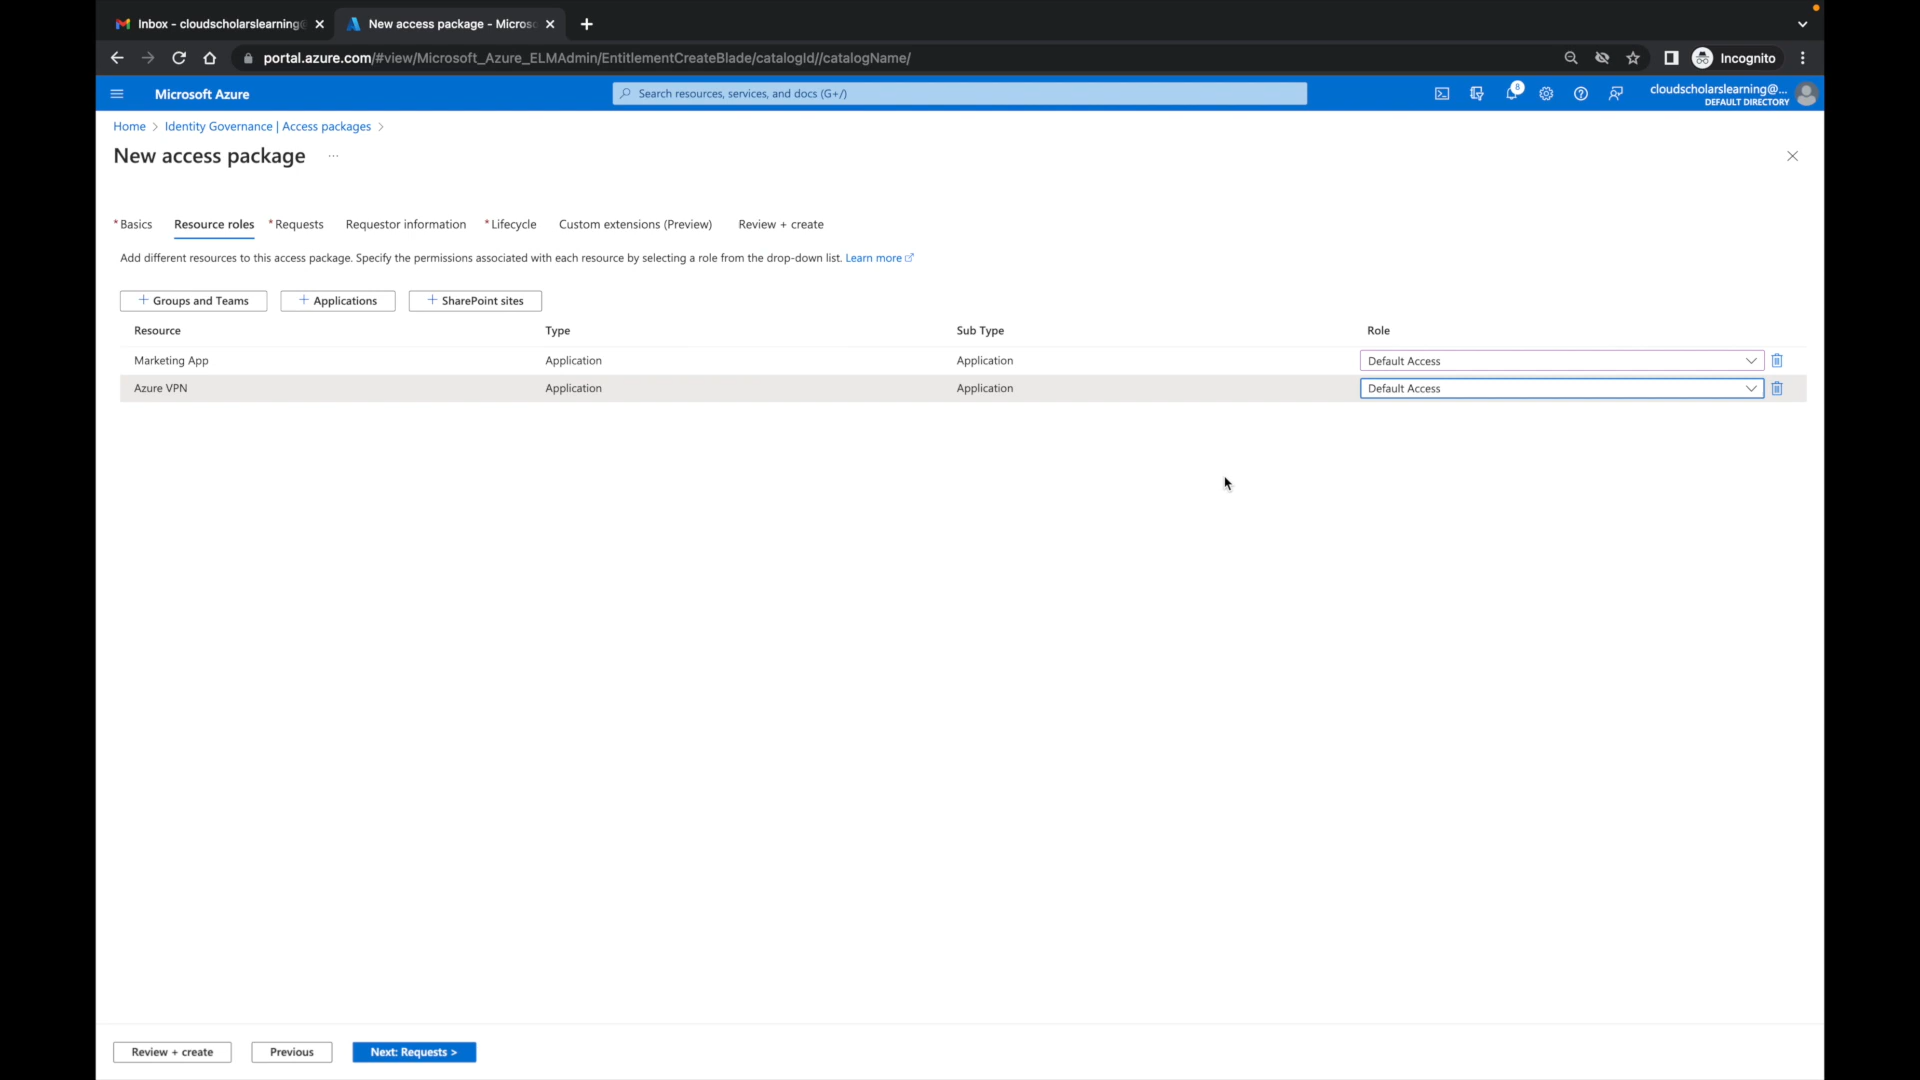 Inbox - cloudscholarslearning@
New access package - Micros
portal.azure.com/#view/Microsoft_Azure_ELMAdmin/EntitlementCreateBlade/catalogId//catalogName/
Incognito
Microsoft Azure
Search resources, services, and docs (G+/)
8
cloudscholarslearning@...
DEFAULT DIRECTORY
Home > Identity Governance | Access packages >
New access package ...
* Basics Resource roles * Requests Requestor information * Lifecycle Custom extensions (Preview) Review + create
Add different resources to this access package. Specify the permissions associated with each resource by selecting a role from the drop-down list. Learn more
+ Groups and Teams + Applications + SharePoint sites
Resource Type Sub Type Role
Marketing App Application Application Default Access
Azure VPN Application Application Default Access
Review + create Previous Next: Requests >